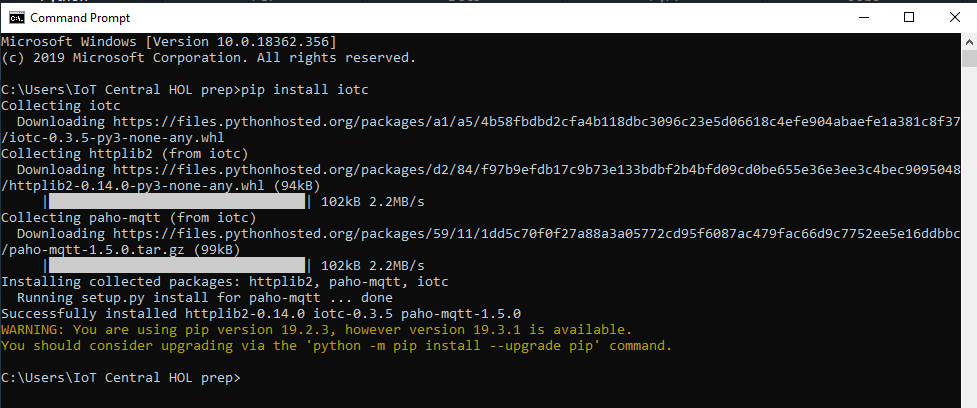 Command Prompt
Microsoft Windows [Version 10.0.18362.356]
(c) 2019 Microsoft Corporation. All rights reserved.
C:\Users\IoT Central HOL prep>pip install iotc
Collecting iotc
Downloading https://files.pythonhosted.org/packages/a1/a5/4b58fbdbd2cfa4b118dbc3096c23e5d06618c4efe904abaefe1a381c8f37
/iotc-0.3.5-py3-none-any.whl
Collecting httplib2 (from iotc)
Downloading https://files.pythonhosted.org/packages/d2/84/f97b9efdb17c9b73e133bdbf2b4bfd09cd0be655e36e3ee3c4bec9095048
/httplib2-0.14.0-py3-none-any.whl (94kB)
|████████████████████████████████| 102kB 2.2MB/s
Collecting paho-mqtt (from iotc)
Downloading https://files.pythonhosted.org/packages/59/11/1dd5c70f0f27a88a3a05772cd95f6087ac479fac66d9c7752ee5e16ddbbc
/paho-mqtt-1.5.0.tar.gz (99kB)
|████████████████████████████████| 102kB 2.2MB/s
Installing collected packages: httplib2, paho-mqtt, iotc
Running setup.py install for paho-mqtt ... done
Successfully installed httplib2-0.14.0 iotc-0.3.5 paho-mqtt-1.5.0
WARNING: You are using pip version 19.2.3, however version 19.3.1 is available.
You should consider upgrading via the 'python -m pip install --upgrade pip' command.
C:\Users\IoT Central HOL prep>